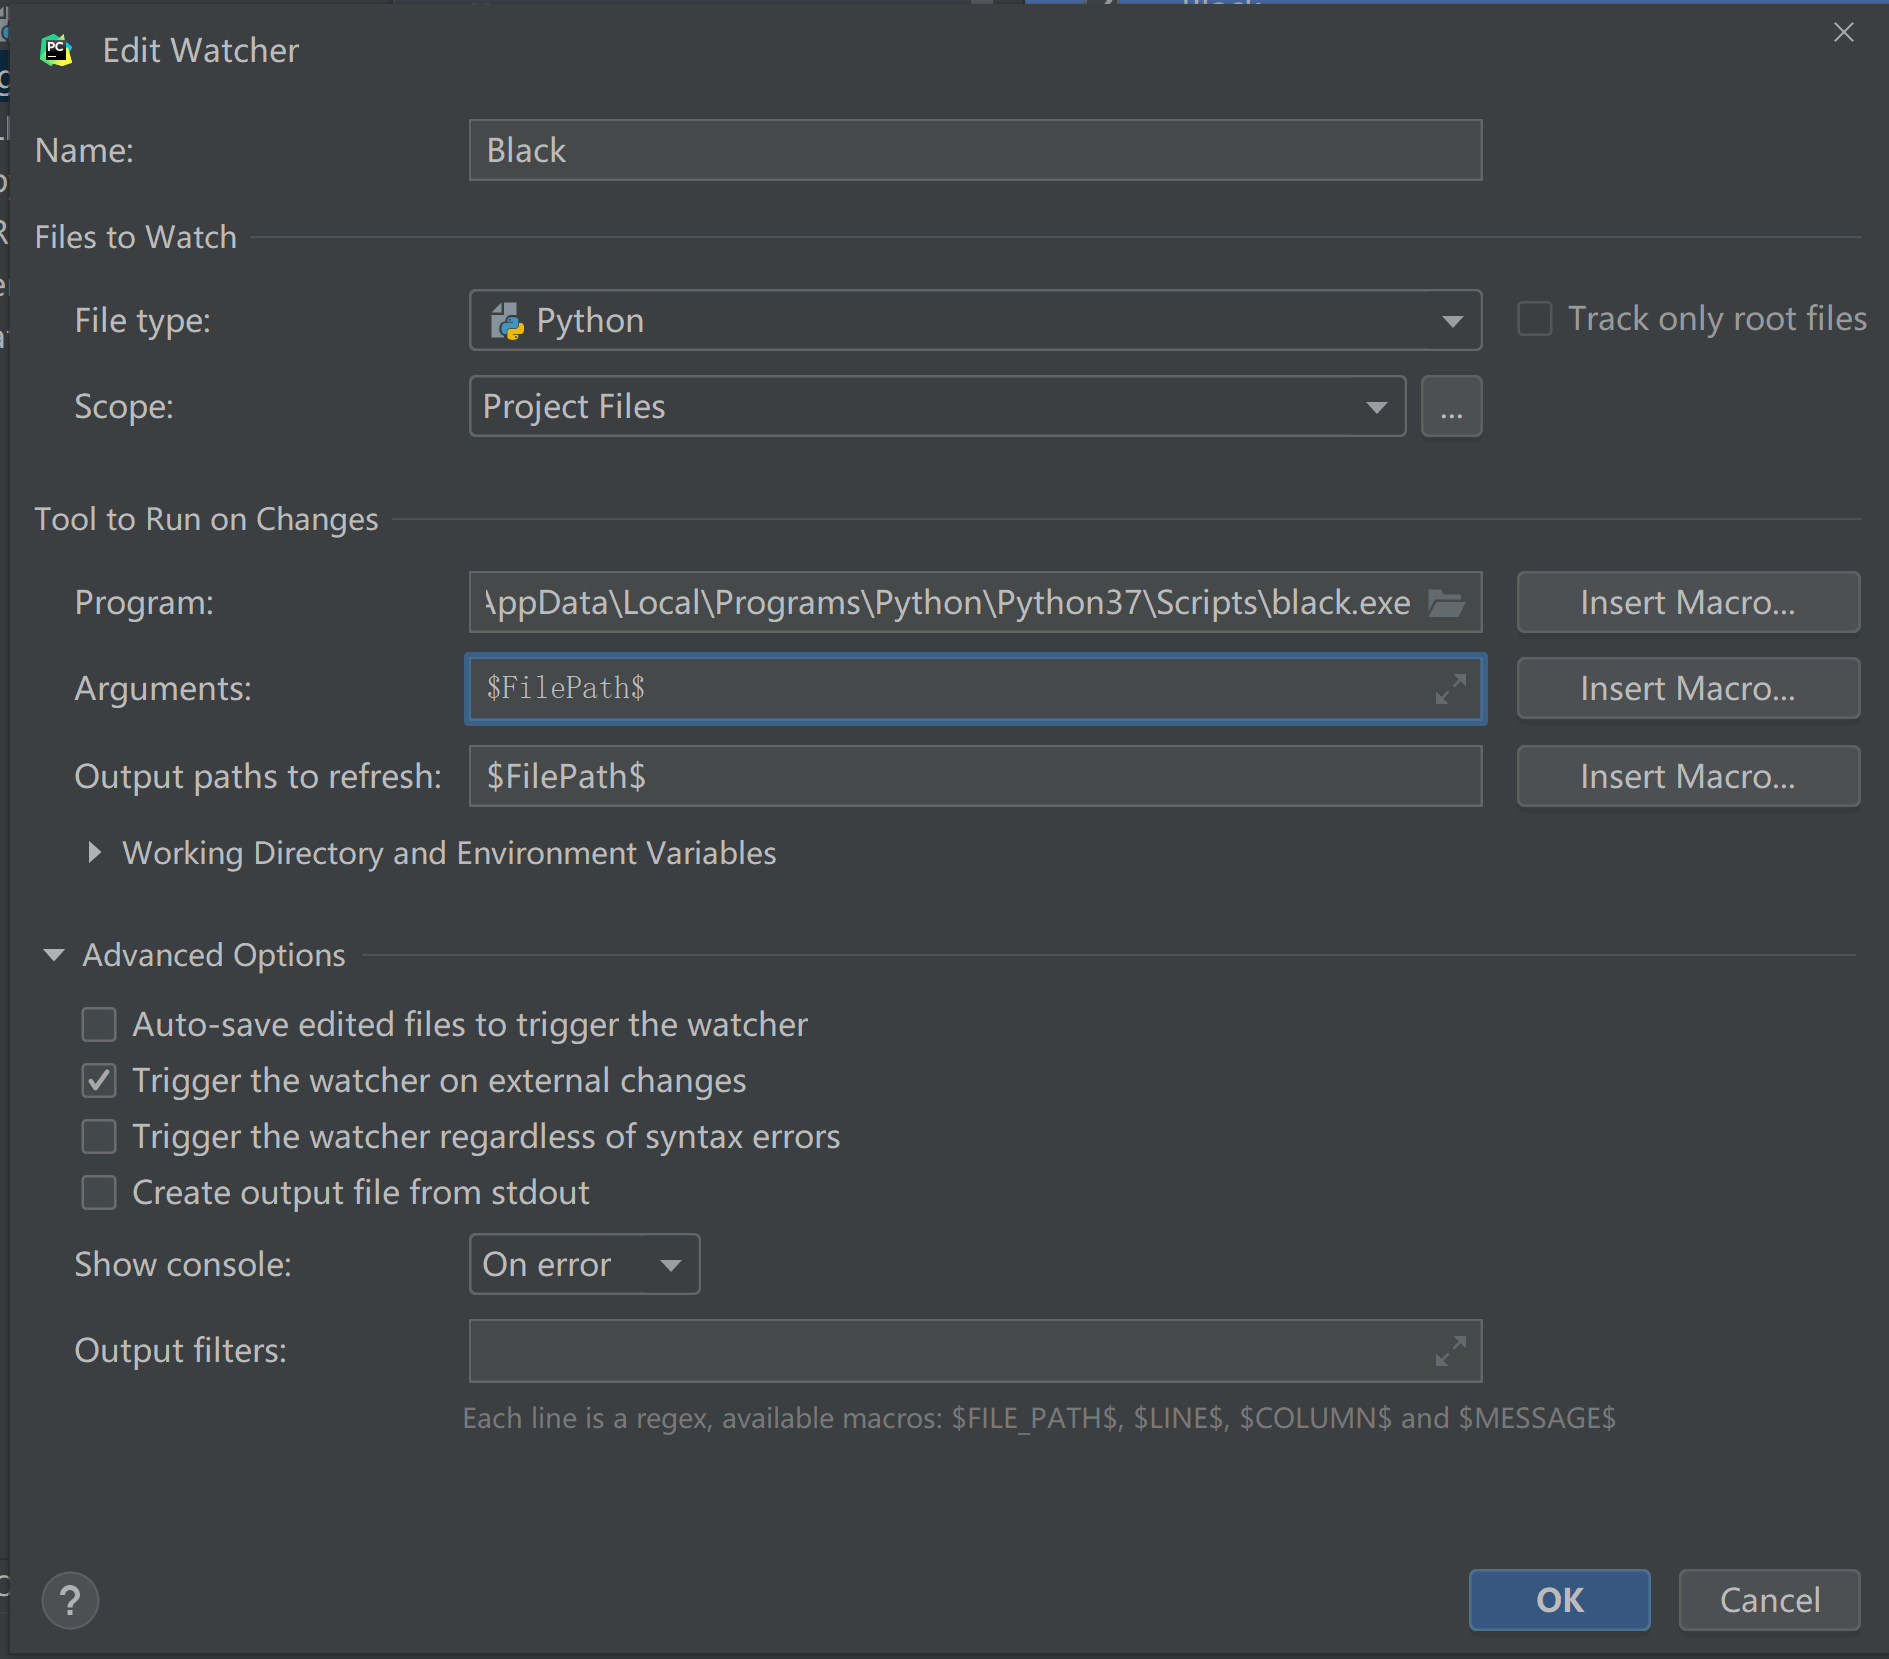 PC Edit Watcher
Name: Black
Files to Watch
File type: Python Track only root files
Scope: Project Files ...
Tool to Run on Changes
Program: AppData\Local\Programs\Python\Python37\Scripts\black.exe Insert Macro...
Arguments: $FilePath$ Insert Macro...
Output paths to refresh: $FilePath$ Insert Macro...
Working Directory and Environment Variables
Advanced Options
Auto-save edited files to trigger the watcher
Trigger the watcher on external changes
Trigger the watcher regardless of syntax errors
Create output file from stdout
Show console: On error
Output filters:
Each line is a regex, available macros: $FILE_PATH$, $LINE$, $COLUMN$ and $MESSAGE$
? OK Cancel